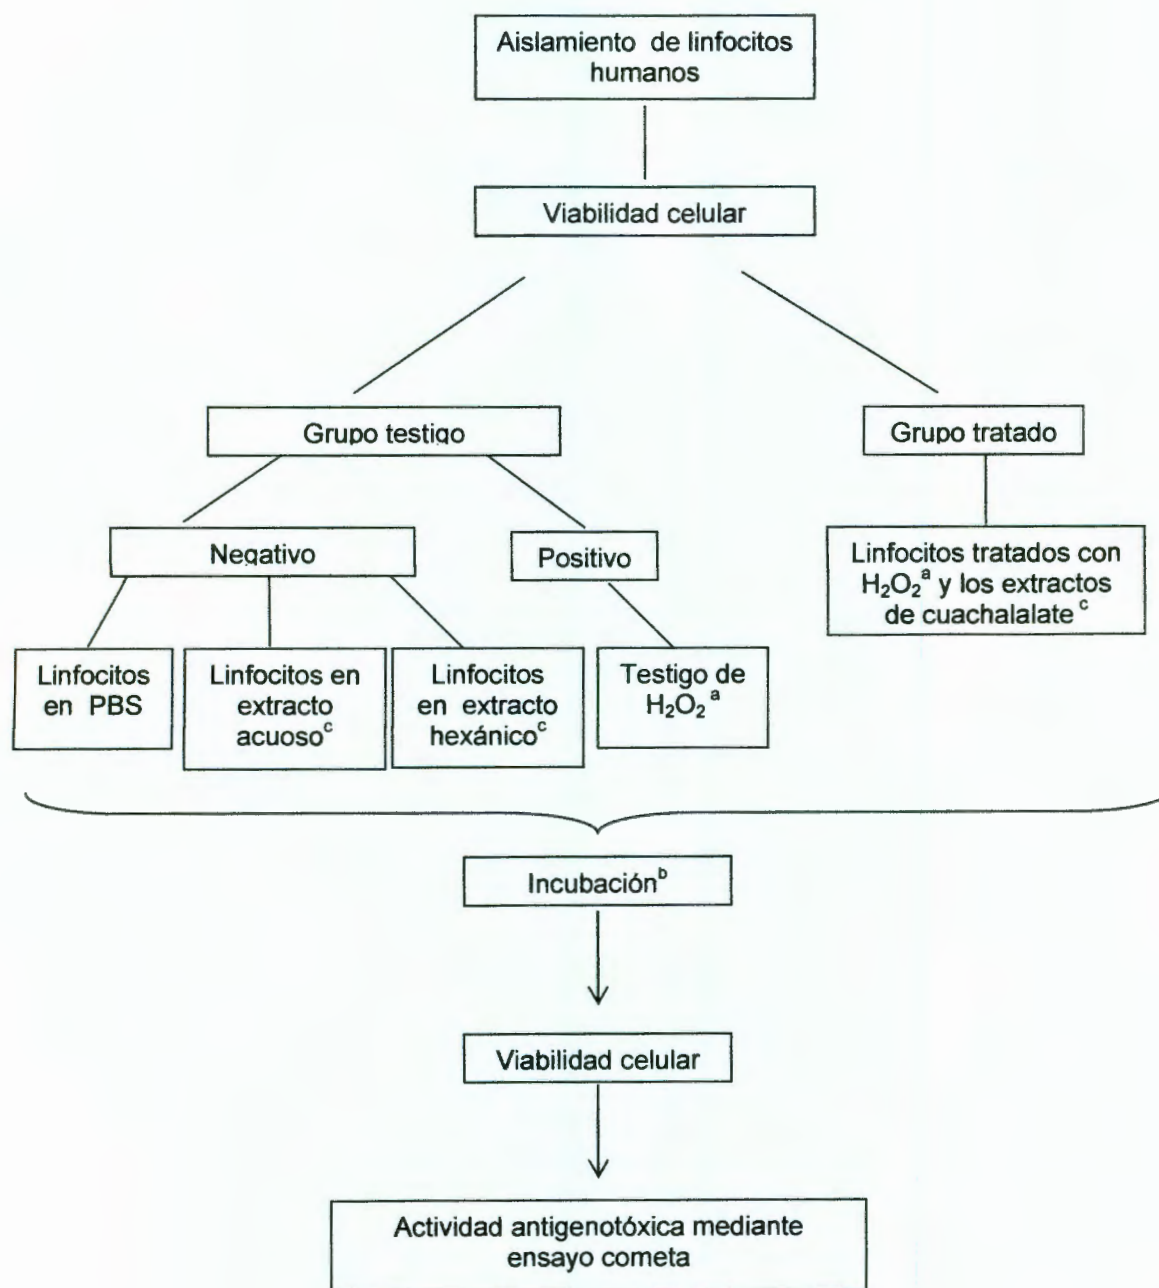 Aislamiento de linfocitos
humanos
Viabilidad celular
Grupo testigo
Grupo tratado
Negativo
Positivo
Linfocitos tratados con
H₂O₂ᵃ y los extractos
de cuachalalate ᶜ
Linfocitos
en PBS
Linfocitos en
extracto
acuosoᶜ
Linfocitos
en extracto
hexánicoᶜ
Testigo de
H₂O₂ ᵃ
Incubaciónᵇ
Viabilidad celular
Actividad antigenotóxica mediante
ensayo cometa